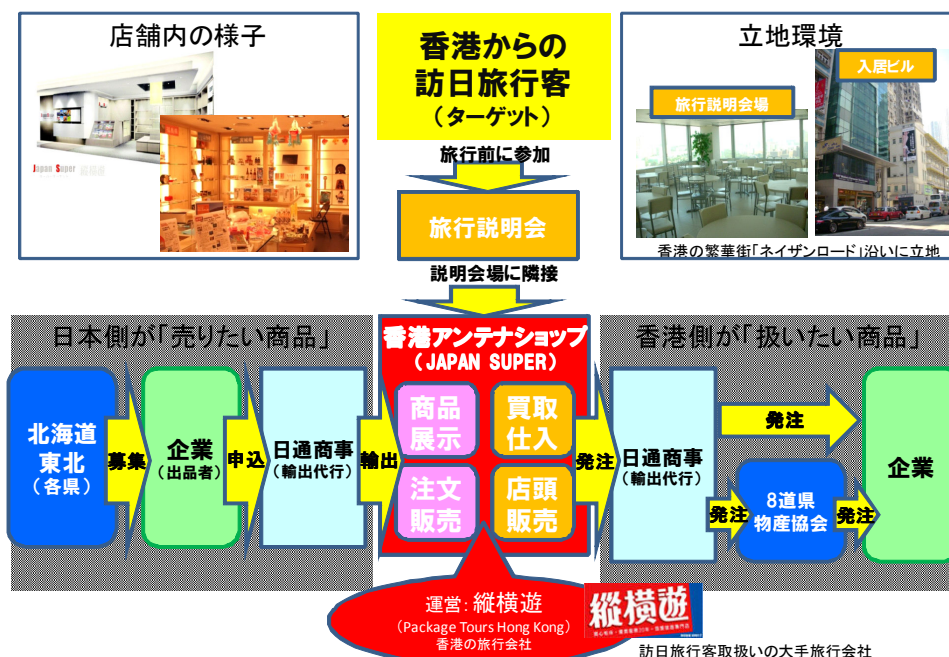 店舗内の様子
Japan Super
香港からの
訪日旅行客
（ターゲット）
旅行前に参加
旅行説明会
説明会場に隣接
立地環境
旅行説明会場
入居ビル
香港の繁華街「ネイザンロード」沿いに立地
日本側が「売りたい商品」
北海道
東北
（各県）
募集
企業
（出品者）
申込
日通商事
（輸出代行）
輸出
香港アンテナショップ
（JAPAN SUPER）
商品
展示
買取
仕入
注文
販売
店頭
販売
香港側が「扱いたい商品」
発注
日通商事
（輸出代行）
発注
発注
8道県
物産協会
発注
企業
運営：縦横遊
（Package Tours Hong Kong）
香港の旅行会社
縱橫遊
訪日旅行客取扱いの大手旅行会社